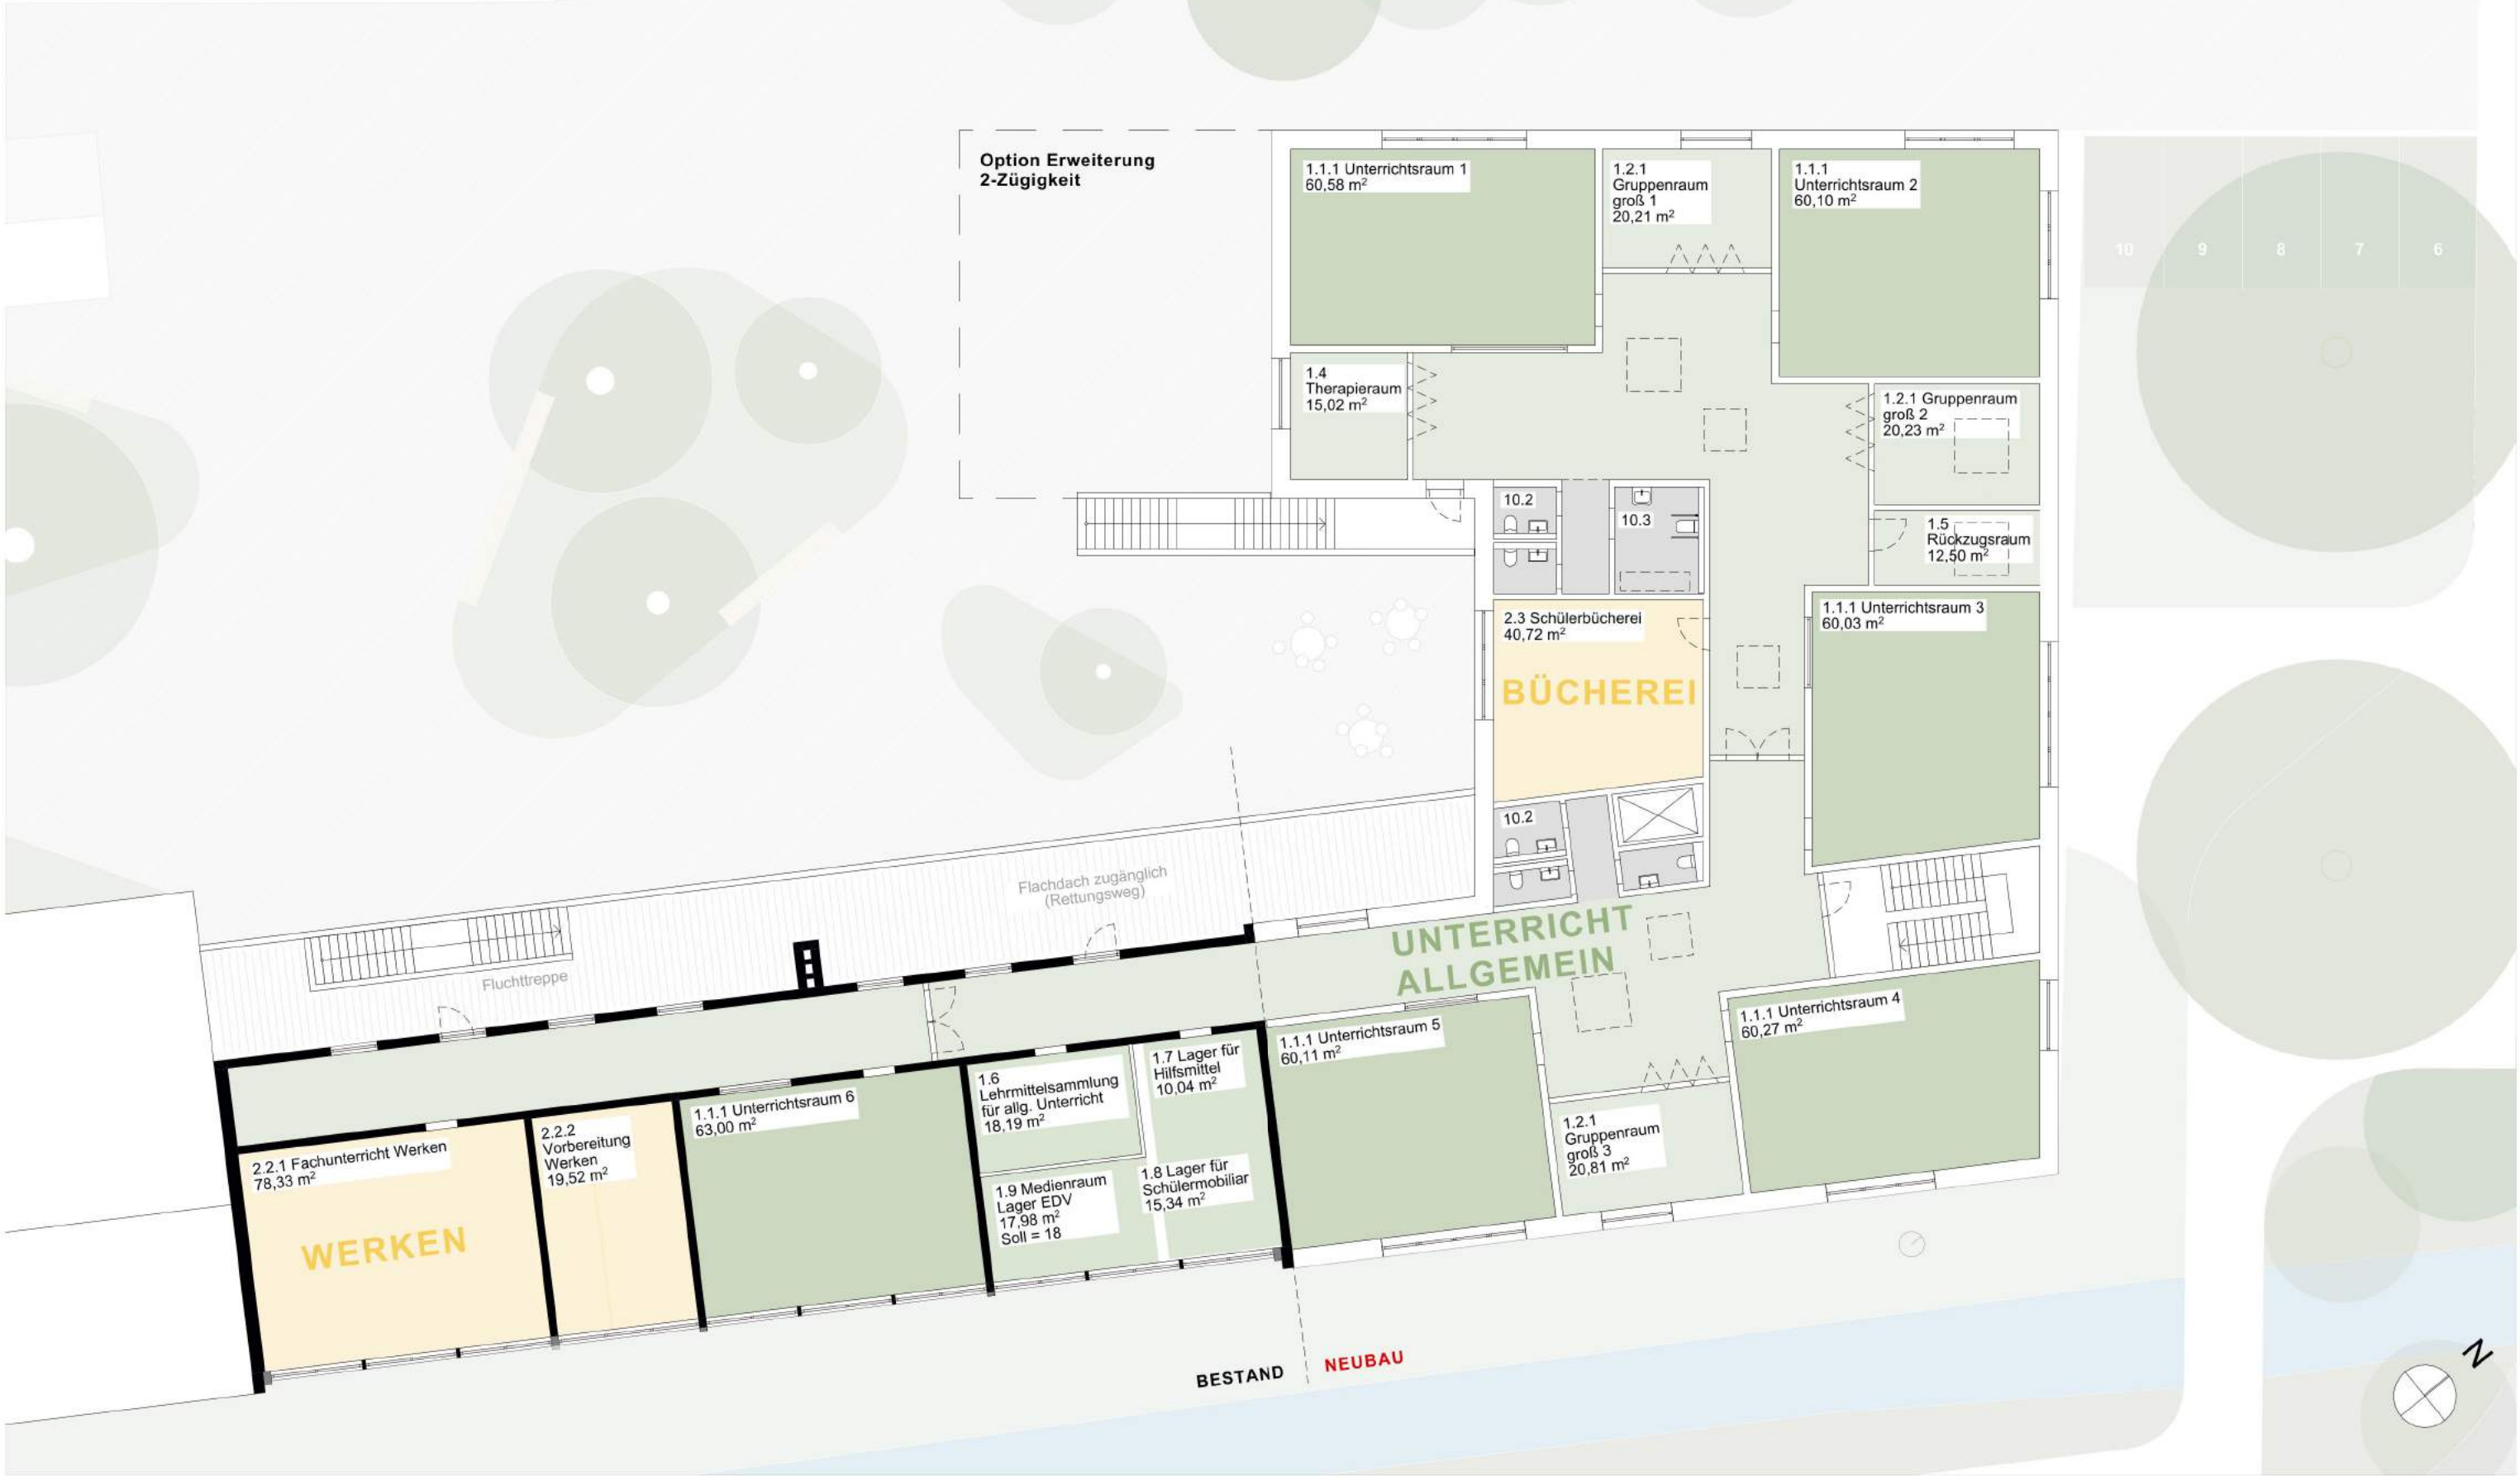 Option Erweiterung
2-Zügigkeit
1.1.1 Unterrichtsraum 1
60,58 m²
1.2.1
Gruppenraum
groß 1
20,21 m²
1.1.1
Unterrichtsraum 2
60,10 m²
10
9
8
7
6
1.4
Therapieraum
15,02 m²
1.2.1 Gruppenraum
groß 2
20,23 m²
10.2
10.3
1.5
Rückzugsraum
12,50 m²
2.3 Schülerbücherei
40,72 m²
BÜCHEREI
1.1.1 Unterrichtsraum 3
60,03 m²
10.2
Flachdach zugänglich
(Rettungsweg)
Fluchttreppe
UNTERRICHT
ALLGEMEIN
1.1.1 Unterrichtsraum 4
60,27 m²
1.1.1 Unterrichtsraum 5
60,11 m²
1.2.1
Gruppenraum
groß 3
20,81 m²
1.7 Lager für
Hilfsmittel
10,04 m²
1.6
Lehrmittelsammlung
für allg. Unterricht
18,19 m²
1.8 Lager für
Schülermobiliar
15,34 m²
1.9 Medienraum
Lager EDV
17,98 m²
Soll = 18
1.1.1 Unterrichtsraum 6
63,00 m²
2.2.2
Vorbereitung
Werken
19,52 m²
2.2.1 Fachunterricht Werken
78,33 m²
WERKEN
BESTAND
NEUBAU
N